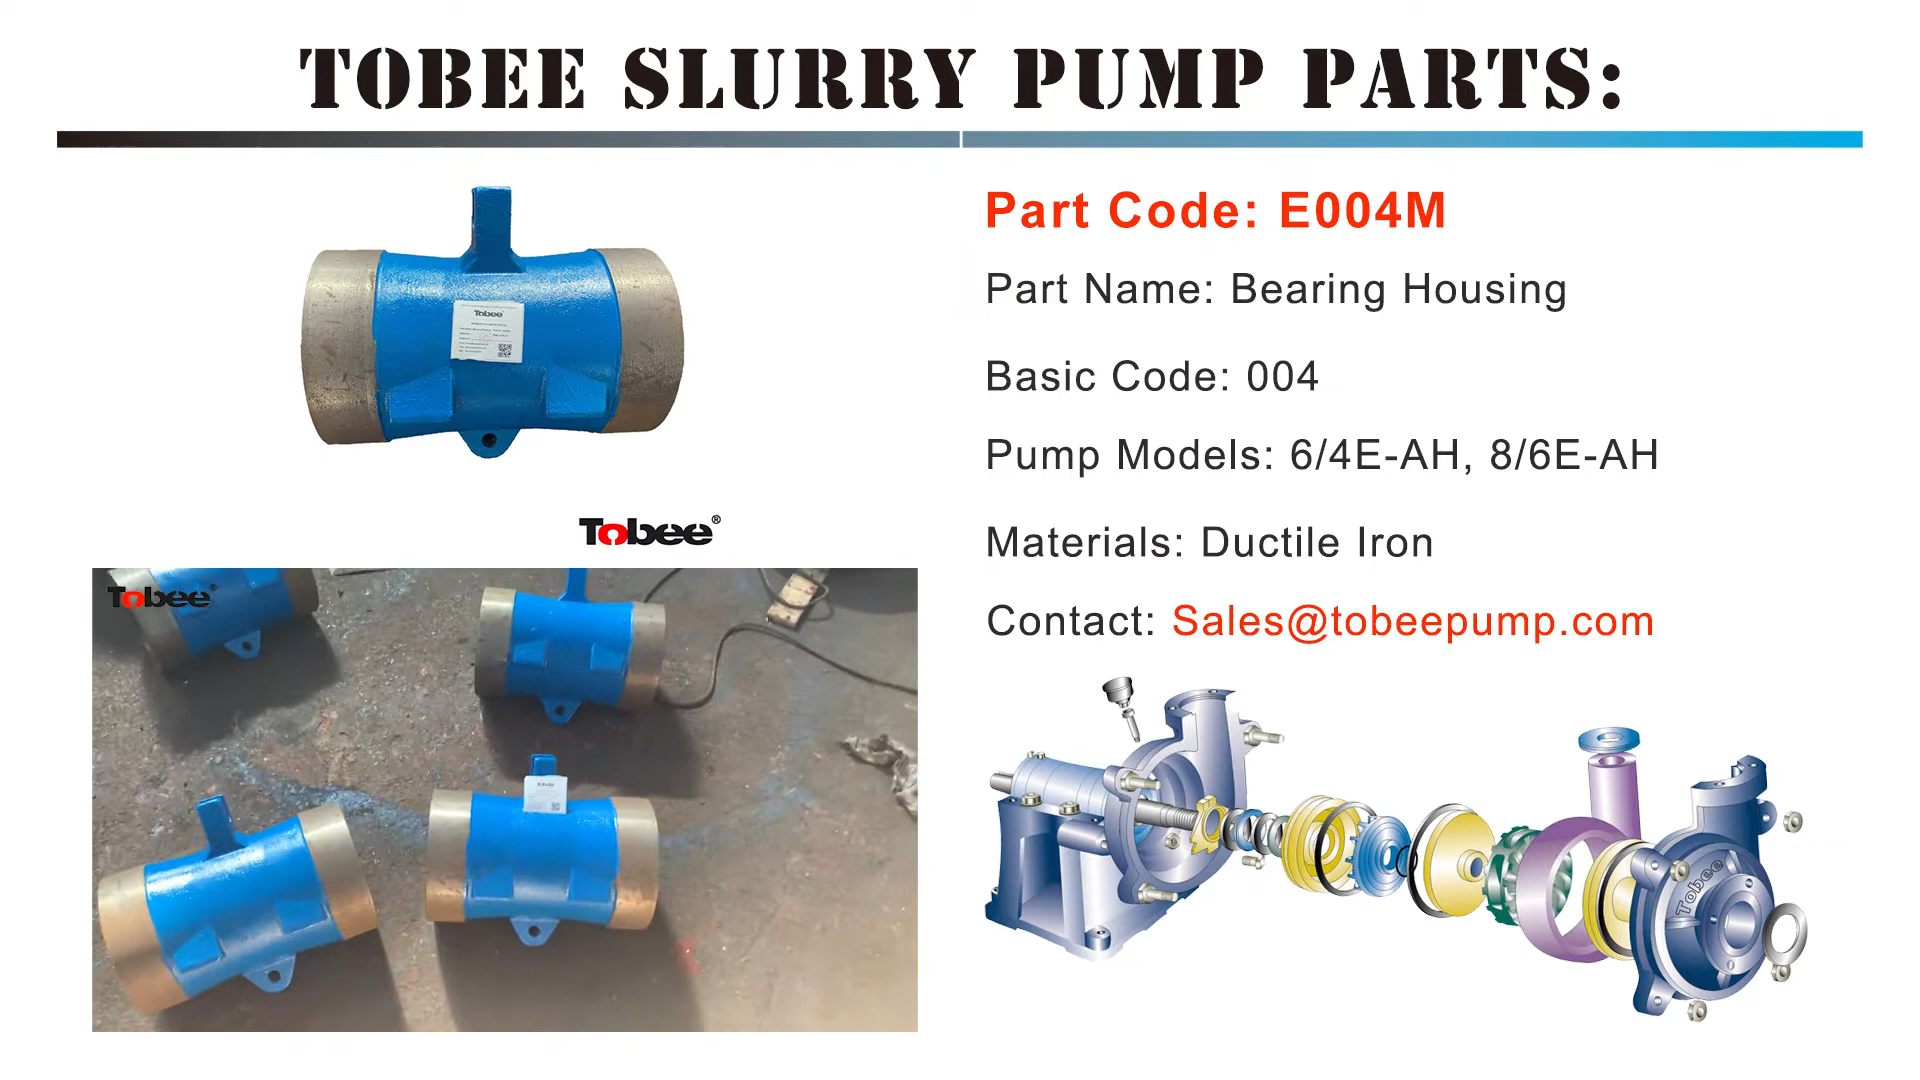 TOBEE SLURRY PUMP PARTS:
Part Code: E004M
Part Name: Bearing Housing
Basic Code: 004
Pump Models: 6/4E-AH, 8/6E-AH
Materials: Ductile Iron
Contact: Sales@tobeepump.com
Tobee
Tobee®
Tobee®
Tobee